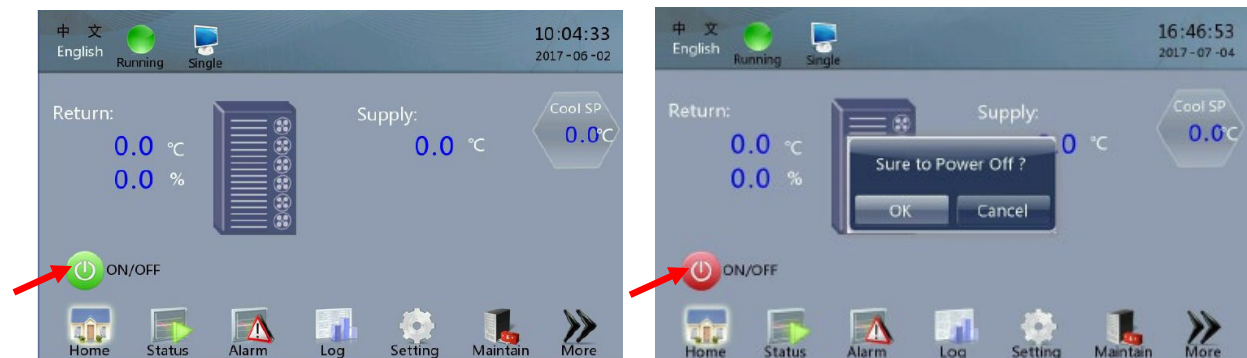 中 文
English
Running
Single
10:04:33
2017-06-02
Return:
0.0 ℃
0.0 %
Supply:
0.0 ℃
Cool SP
0.0℃
ON/OFF
Home Status Alarm Log Setting Maintain More
中 文
English
Running
Single
16:46:53
2017-07-04
Return:
0.0 ℃
0.0 %
Supply:
.0 ℃
Cool SP
0.0℃
Sure to Power Off ?
OK Cancel
ON/OFF
Home Status Alarm Log Setting Maintain More